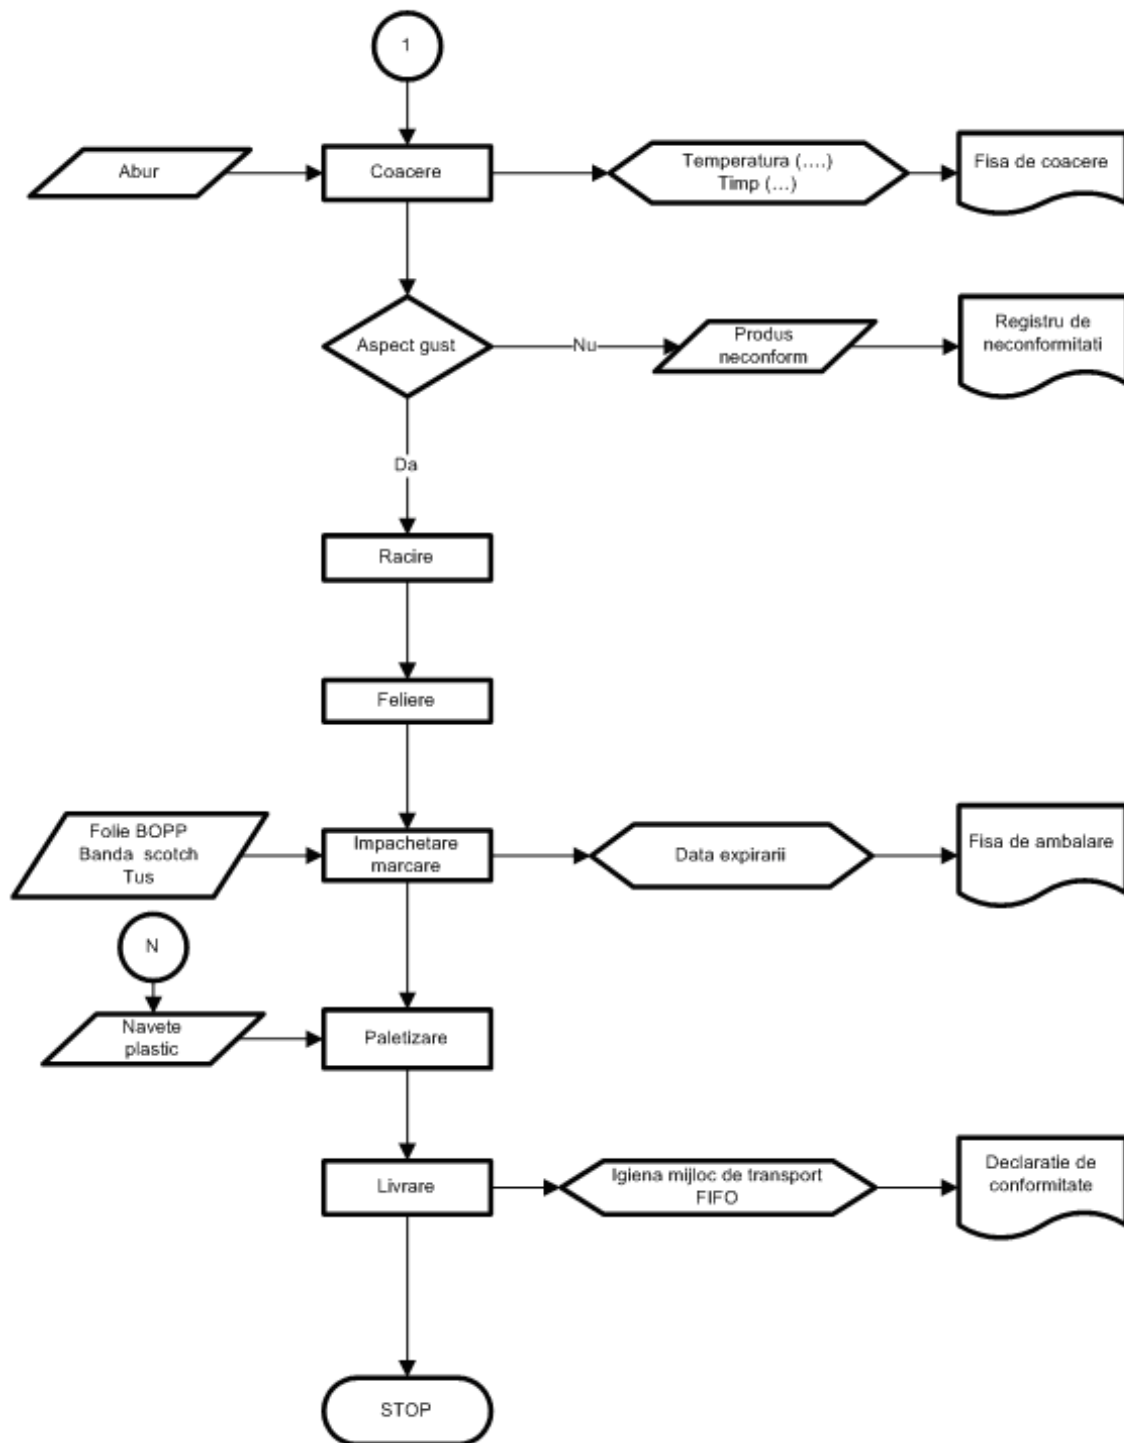 1
Abur
Coacere
Temperatura (....)
Timp (...)
Fisa de coacere
Aspect gust
Nu
Produs
neconform
Registru de
neconformitati
Da
Racire
Feliere
Folie BOPP
Banda scotch
Tus
Impachetare
marcare
Data expirarii
Fisa de ambalare
N
Navete
plastic
Paletizare
Livrare
Igiena mijloc de transport
FIFO
Declaratie de
conformitate
STOP